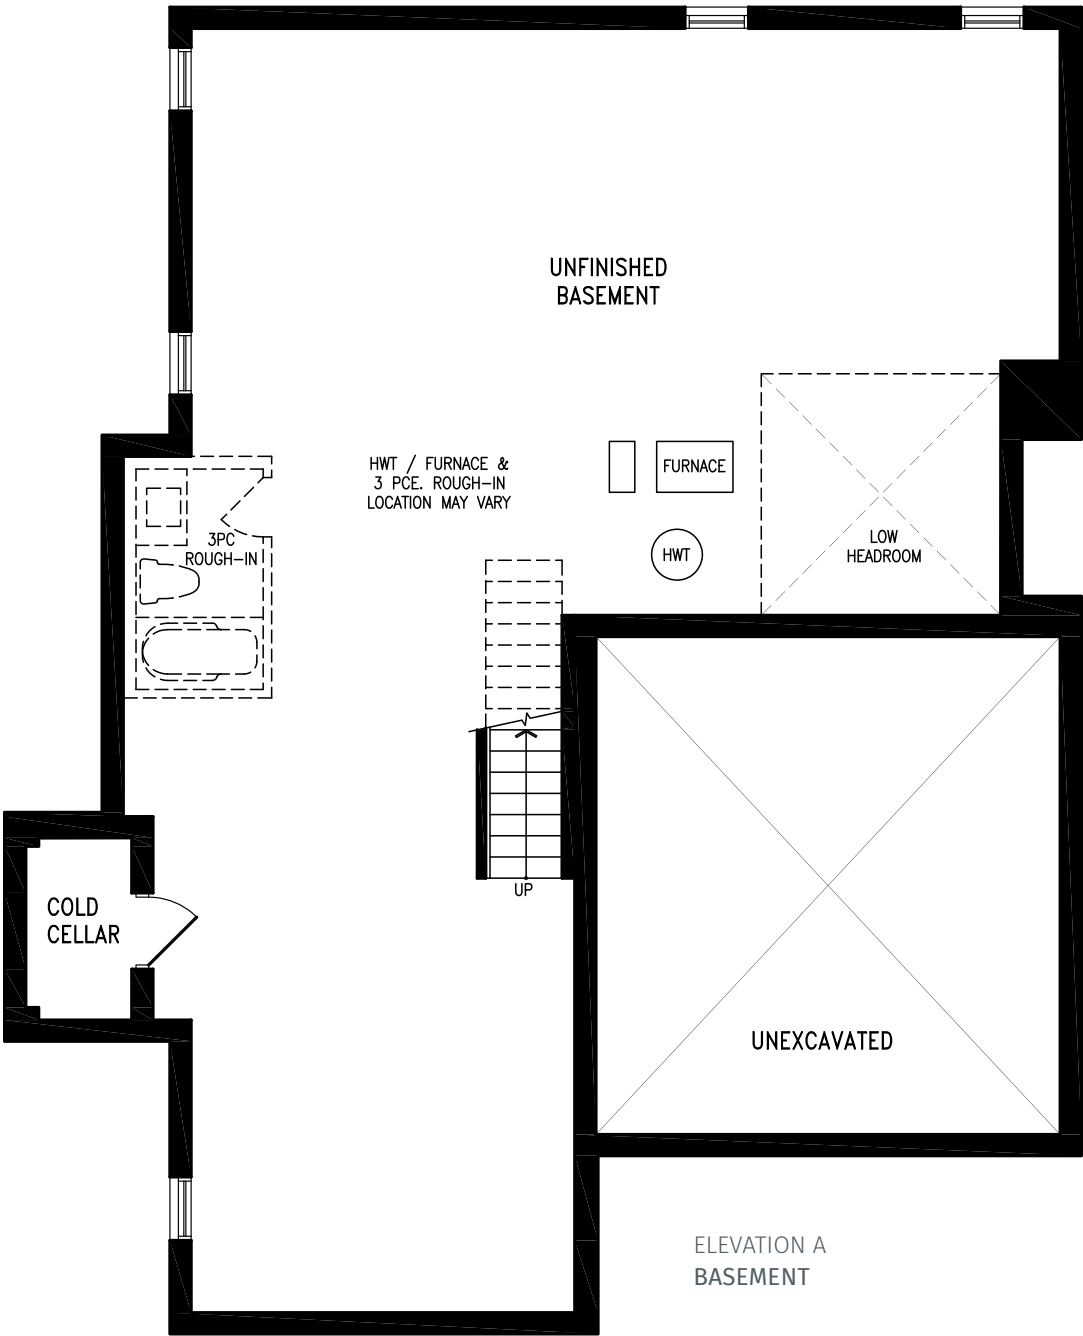 UNFINISHED
BASEMENT
HWT / FURNACE &
3 PCE. ROUGH-IN
LOCATION MAY VARY
FURNACE
3PC
ROUGH-IN
HWT
LOW
HEADROOM
UP
COLD
CELLAR
UNEXCAVATED
ELEVATION A
BASEMENT